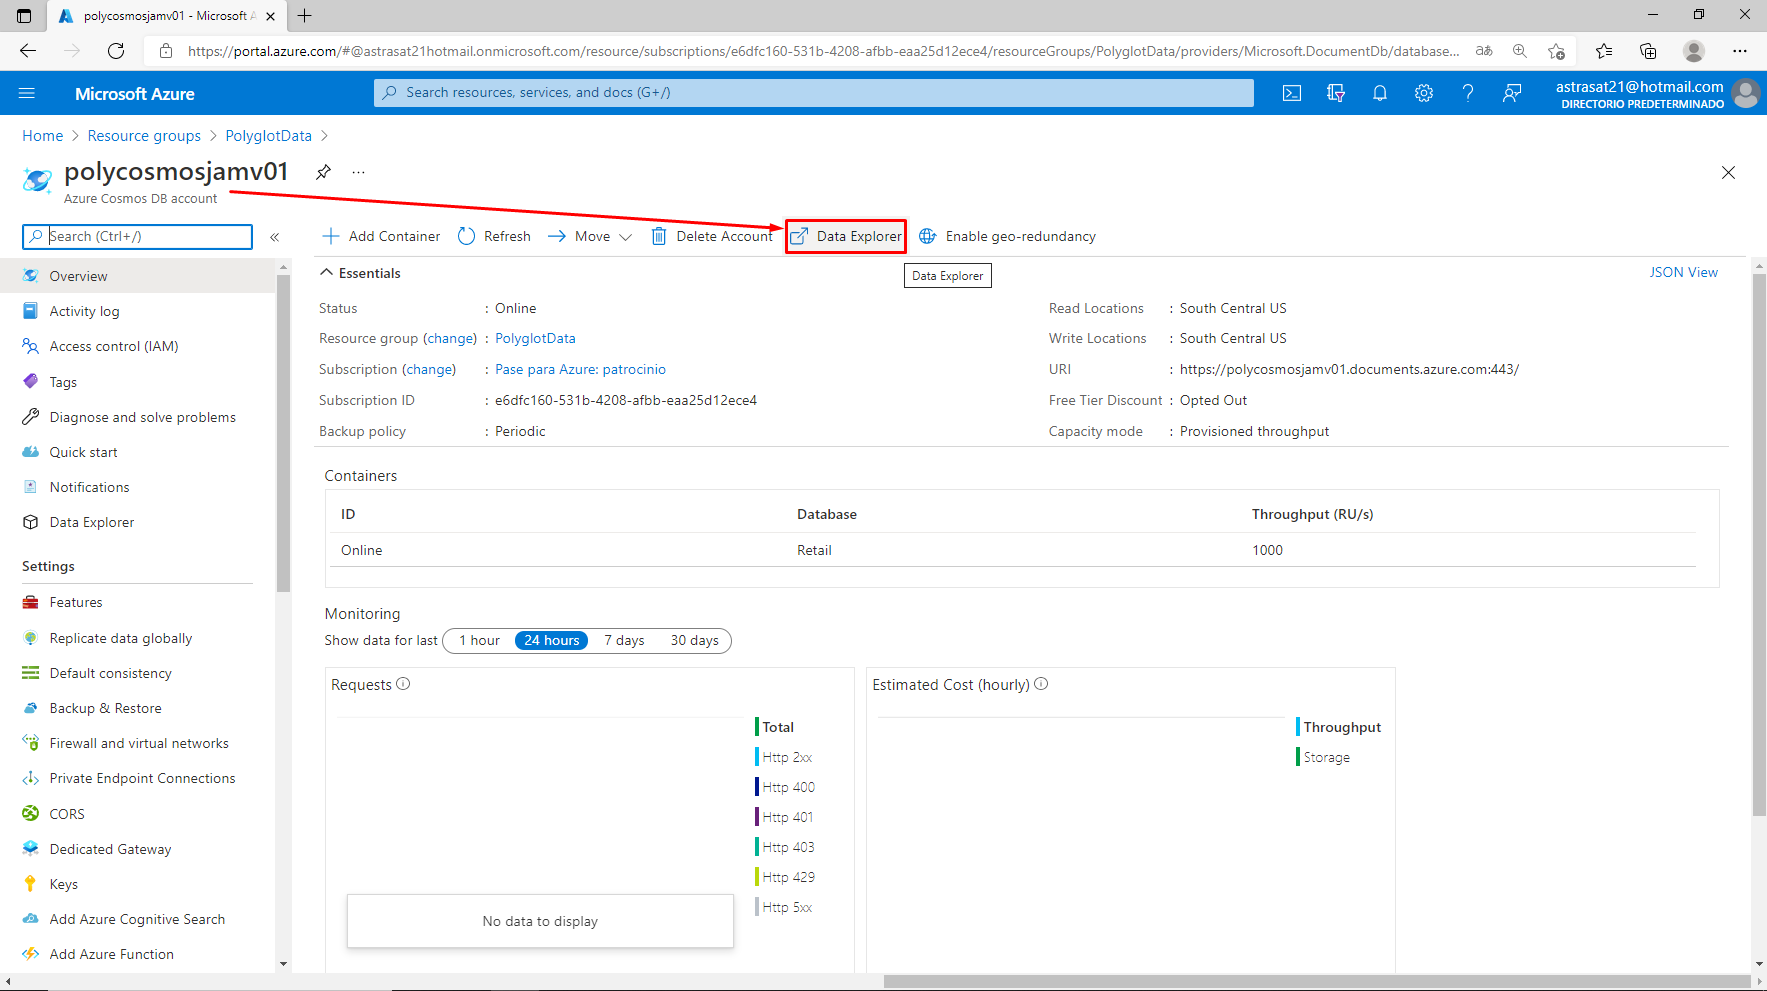 polycosmosjamv01 - Microsoft A
https://portal.azure.com/#@astrasat21hotmail.onmicrosoft.com/resource/subscriptions/e6dfc160-531b-4208-afbb-eaa25d12ece4/resourceGroups/PolyglotData/providers/Microsoft.DocumentDb/database...
aあ
Microsoft Azure
Search resources, services, and docs (G+/)
astrasat21@hotmail.com
DIRECTORIO PREDETERMINADO
Home > Resource groups > PolyglotData >
polycosmosjamv01
Azure Cosmos DB account
Search (Ctrl+/)
Add Container
Refresh
Move
Delete Account
Data Explorer
Enable geo-redundancy
Data Explorer
Overview
Activity log
Access control (IAM)
Tags
Diagnose and solve problems
Quick start
Notifications
Data Explorer
Settings
Features
Replicate data globally
Default consistency
Backup & Restore
Firewall and virtual networks
Private Endpoint Connections
CORS
Dedicated Gateway
Keys
Add Azure Cognitive Search
Add Azure Function
Essentials
JSON View
Status : Online
Resource group (change) : PolyglotData
Subscription (change) : Pase para Azure: patrocinio
Subscription ID : e6dfc160-531b-4208-afbb-eaa25d12ece4
Backup policy : Periodic
Read Locations : South Central US
Write Locations : South Central US
URI : https://polycosmosjamv01.documents.azure.com:443/
Free Tier Discount : Opted Out
Capacity mode : Provisioned throughput
Containers
ID Database Throughput (RU/s)
Online Retail 1000
Monitoring
Show data for last 1 hour 24 hours 7 days 30 days
Requests
Total
Http 2xx
Http 400
Http 401
Http 403
Http 429
Http 5xx
No data to display
Estimated Cost (hourly)
Throughput
Storage